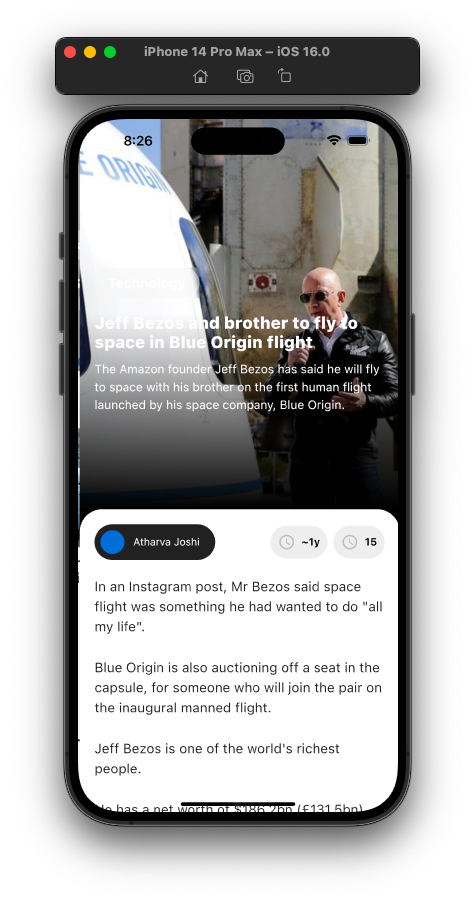 iPhone 14 Pro Max – iOS 16.0
8:26
E ORIGIN
Technology
Jeff Bezos and brother to fly to
space in Blue Origin flight
The Amazon founder Jeff Bezos has said he will fly
to space with his brother on the first human flight
launched by his space company, Blue Origin.
Atharva Joshi
~1y
15
In an Instagram post, Mr Bezos said space
flight was something he had wanted to do "all
my life".
Blue Origin is also auctioning off a seat in the
capsule, for someone who will join the pair on
the inaugural manned flight.
Jeff Bezos is one of the world's richest
people.
He has a net worth of $186.2bn (£131.5bn)